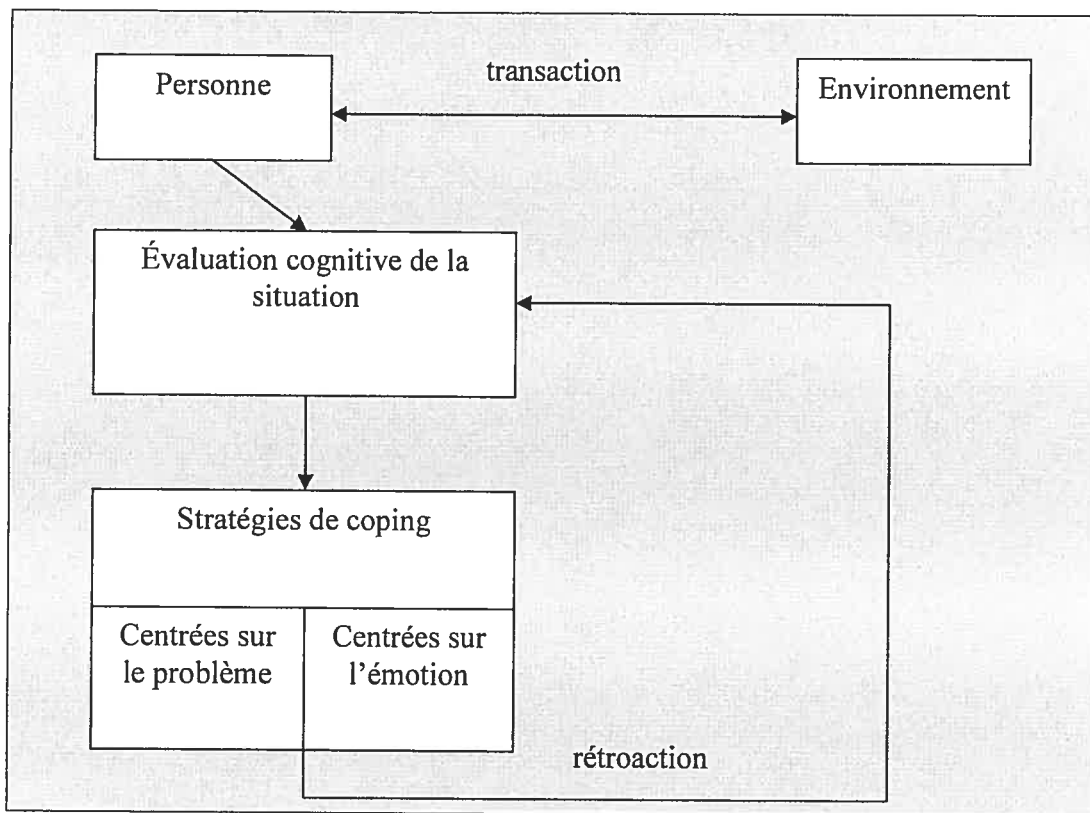 Personne
transaction
Environnement
Évaluation cognitive de la
situation
Stratégies de coping
Centrées sur
le problème
Centrées sur
l'émotion
rétroaction